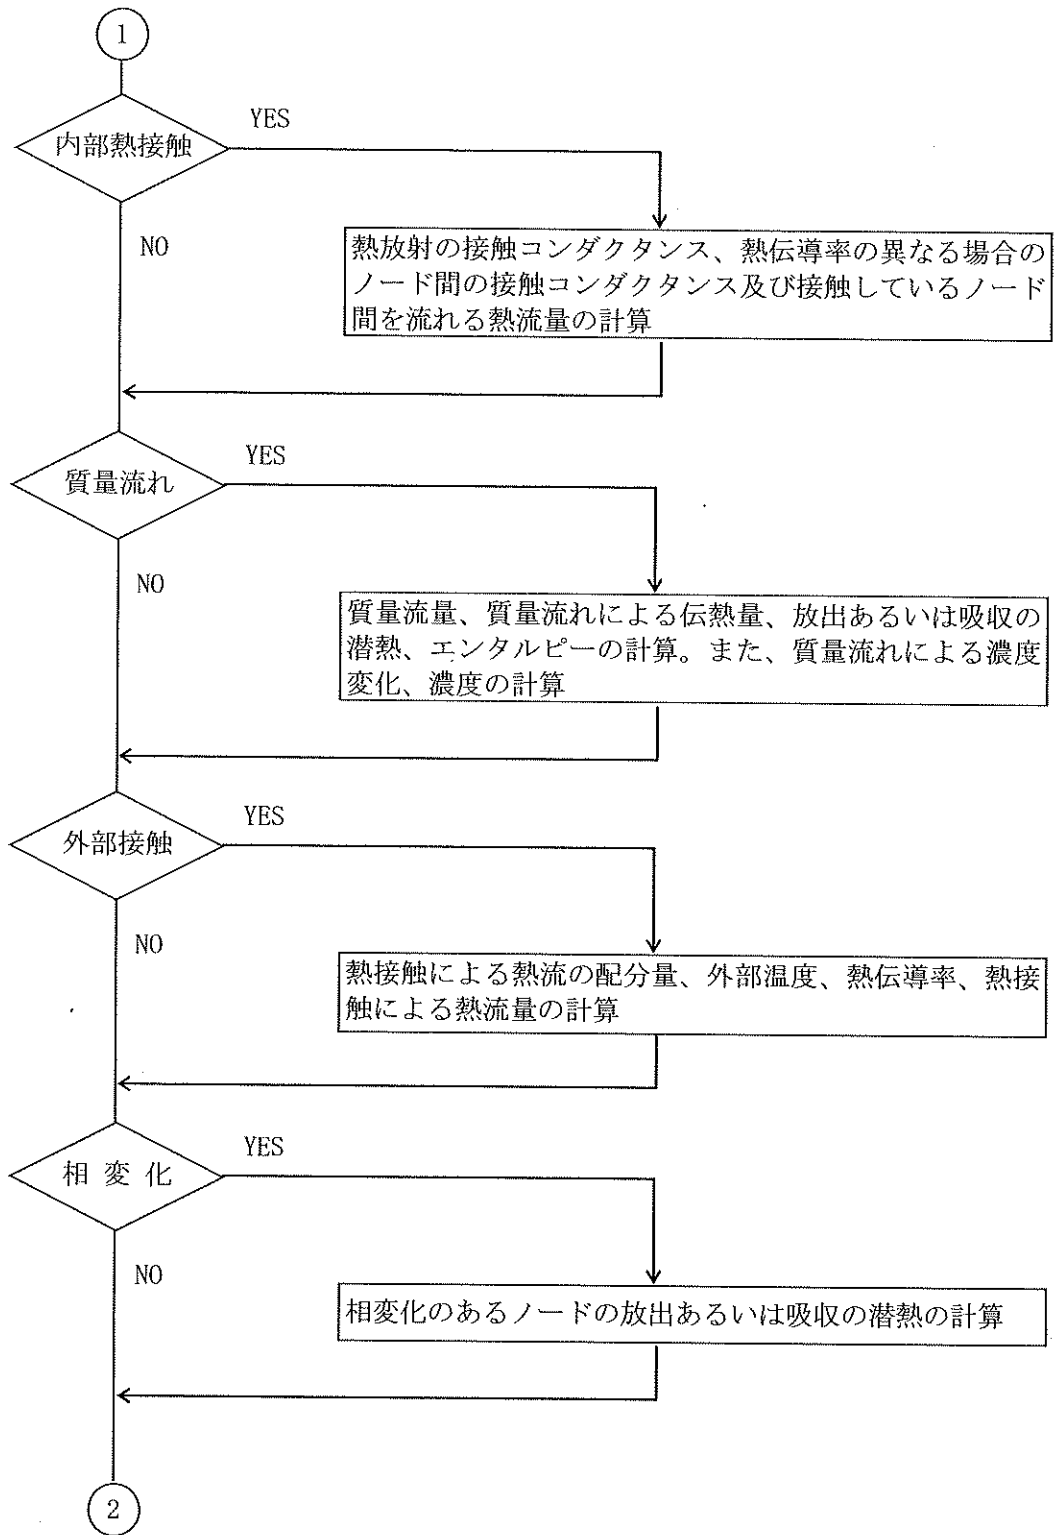 1
内部熱接触
YES
NO
熱放射の接触コンダクタンス、熱伝導率の異なる場合の
ノード間の接触コンダクタンス及び接触しているノード
間を流れる熱流量の計算
質量流れ
YES
NO
質量流量、質量流れによる伝熱量、放出あるいは吸収の
潜熱、エンタルピーの計算。また、質量流れによる濃度
変化、濃度の計算
外部接触
YES
NO
熱接触による熱流の配分量、外部温度、熱伝導率、熱接
触による熱流量の計算
相 変 化
YES
NO
相変化のあるノードの放出あるいは吸収の潜熱の計算
2